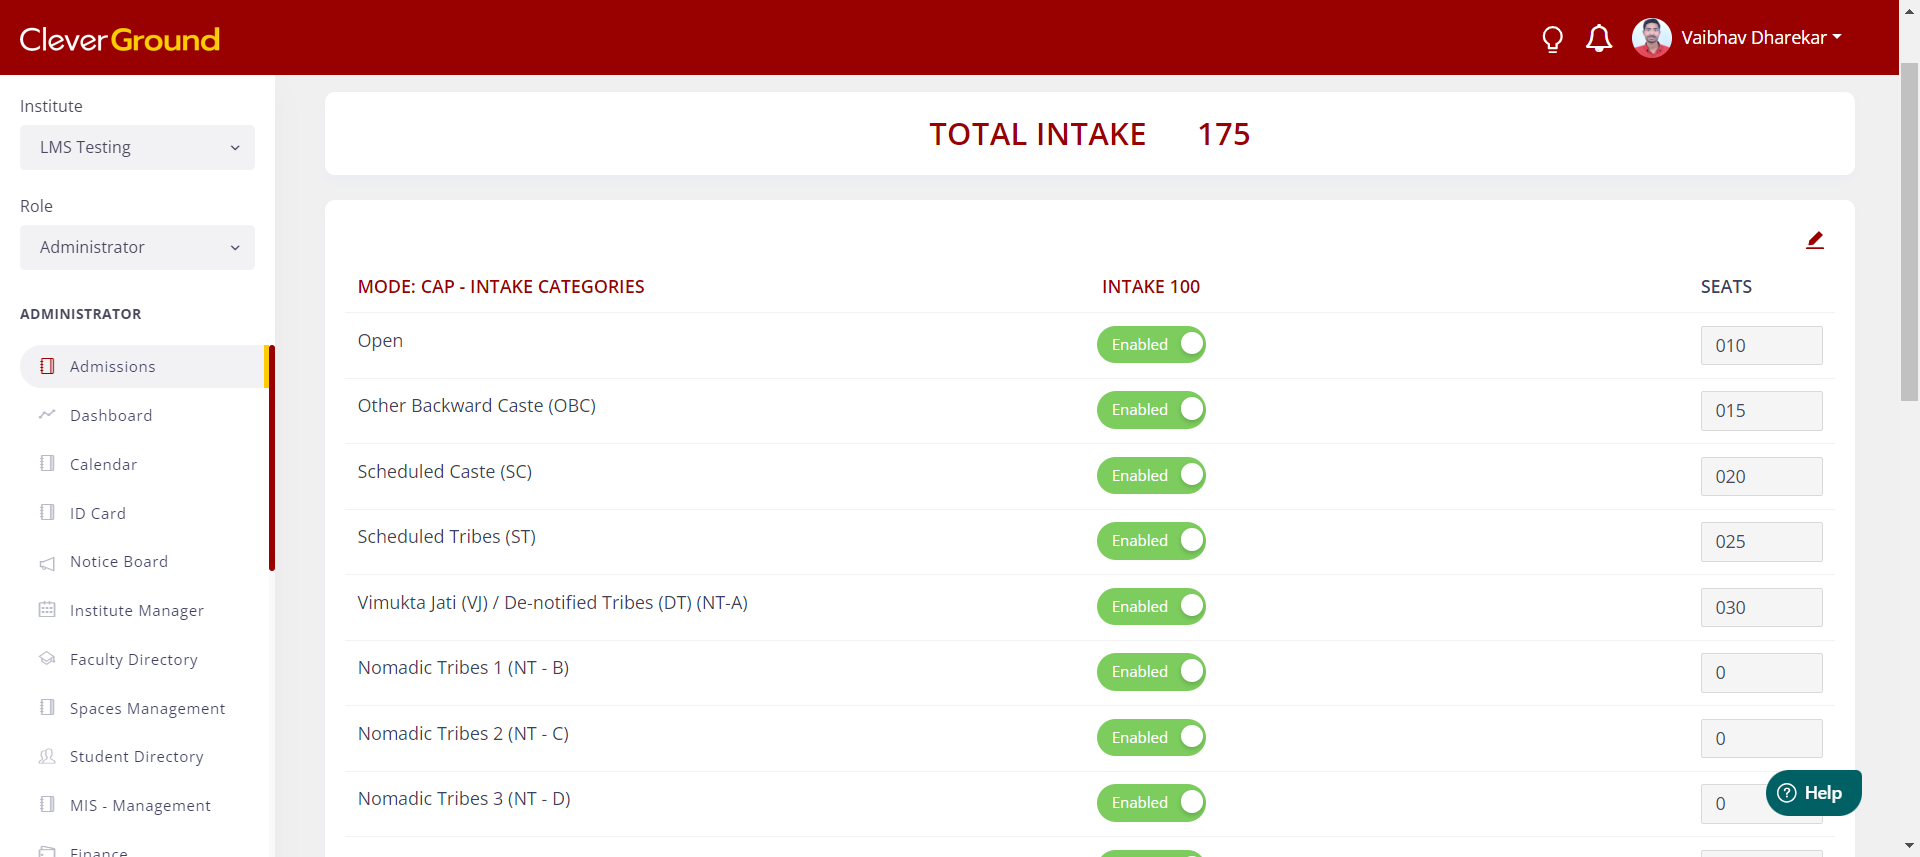 CleverGround
Vaibhav Dharekar
Institute
LMS Testing
Role
Administrator
ADMINISTRATOR
Admissions
Dashboard
Calendar
ID Card
Notice Board
Institute Manager
Faculty Directory
Spaces Management
Student Directory
MIS - Management
Finance
TOTAL INTAKE 175
MODE: CAP - INTAKE CATEGORIES INTAKE 100 SEATS
Open Enabled 010
Other Backward Caste (OBC) Enabled 015
Scheduled Caste (SC) Enabled 020
Scheduled Tribes (ST) Enabled 025
Vimukta Jati (VJ) / De-notified Tribes (DT) (NT-A) Enabled 030
Nomadic Tribes 1 (NT - B) Enabled 0
Nomadic Tribes 2 (NT - C) Enabled 0
Nomadic Tribes 3 (NT - D) Enabled 0
? Help